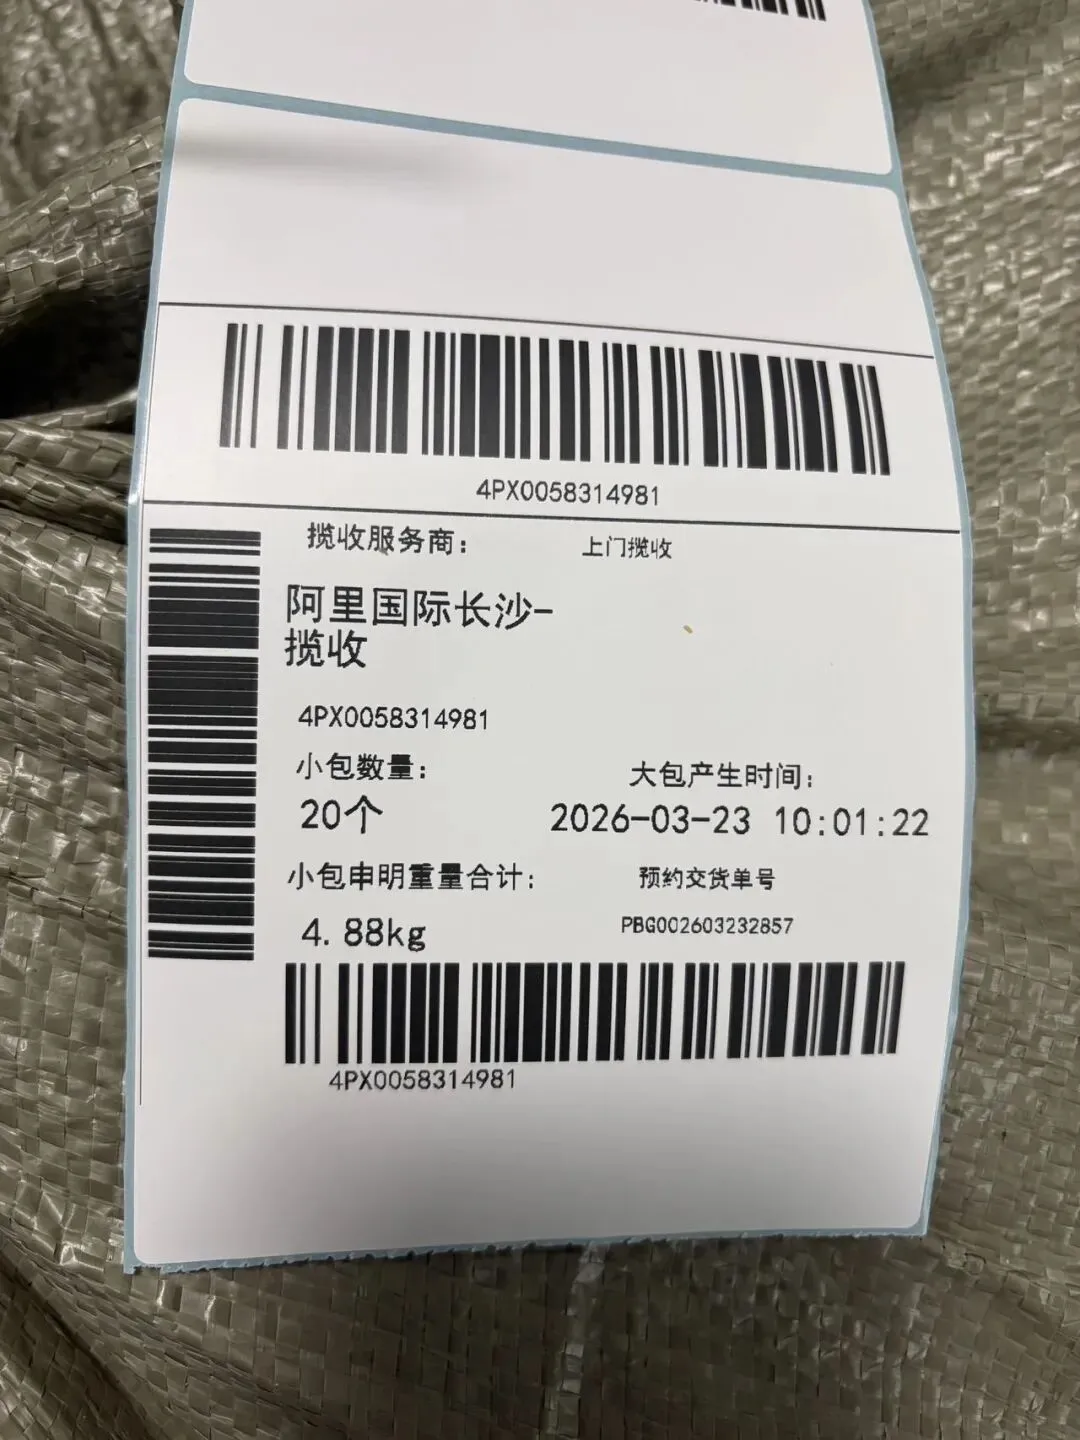 4PX0058314981
揽收服务商：
上门揽收
阿里国际长沙-
揽收
4PX0058314981
小包数量：
20个
大包产生时间：
2026-03-23 10:01:22
小包申明重量合计：
4.88kg
预约交货单号
PBG002603232857
4PX0058314981